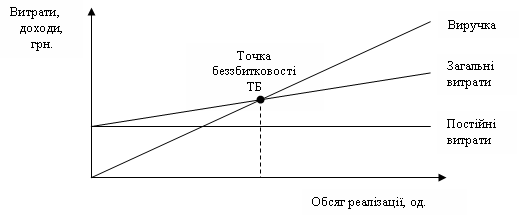 Витрати,
доходи,
грн.
Точка
беззбитковості
ТБ
Виручка
Загальні
витрати
Постійні
витрати
Обсяг реалізації, од.